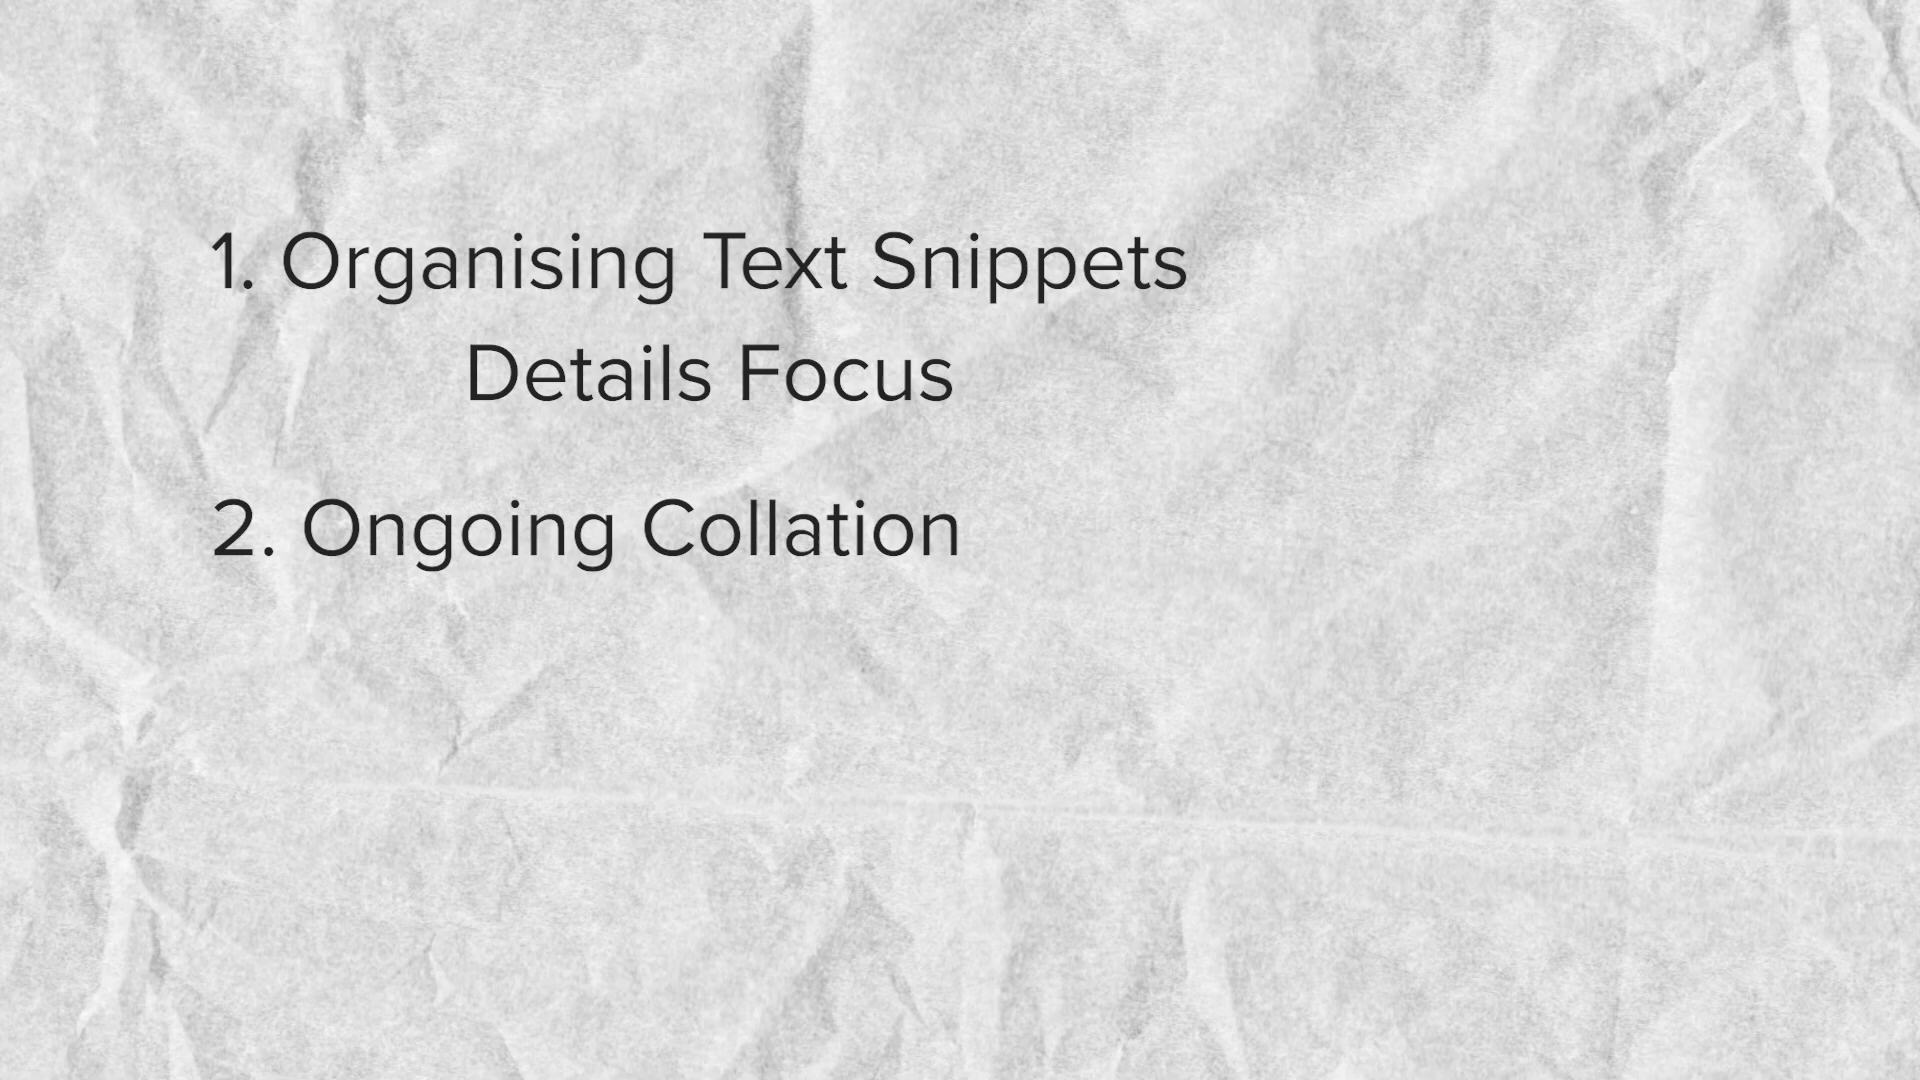 1. Organising Text Snippets
Details Focus
2. Ongoing Collation